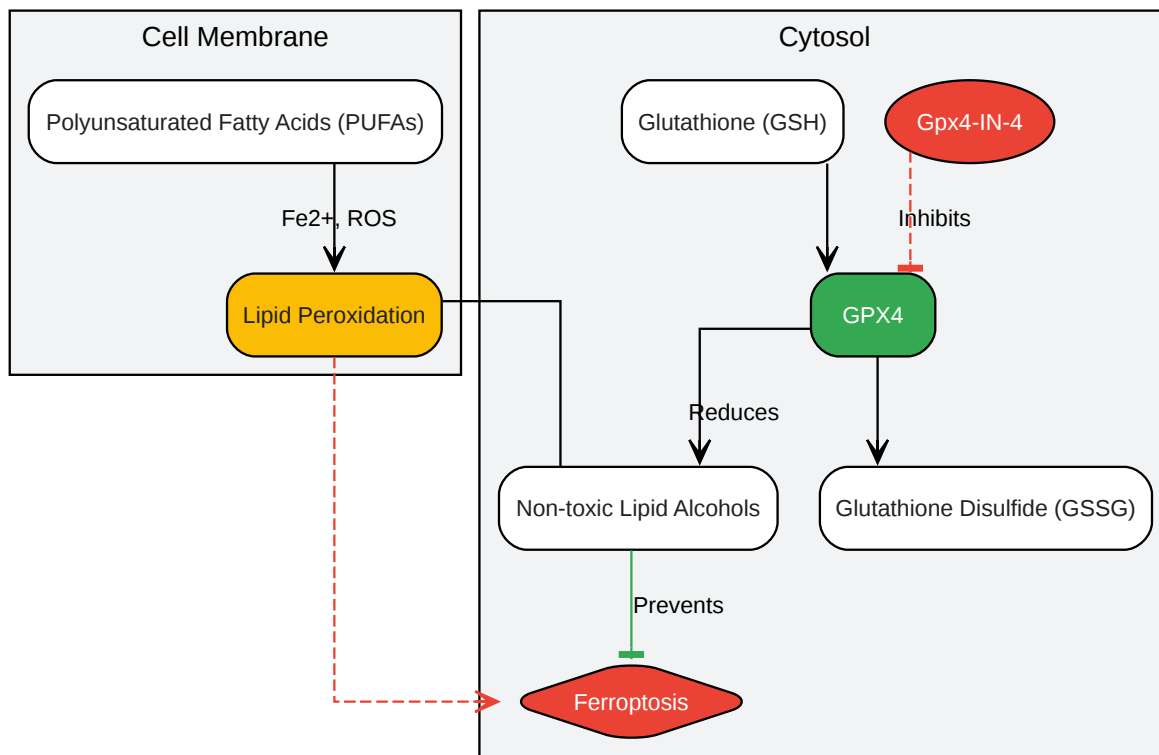 Cell Membrane
Cytosol
Polyunsaturated Fatty Acids (PUFAs)
Glutathione (GSH)
Gpx4-IN-4
Fe2+, ROS
Inhibits
Lipid Peroxidation
GPX4
Reduces
Non-toxic Lipid Alcohols
Glutathione Disulfide (GSSG)
Prevents
Ferroptosis